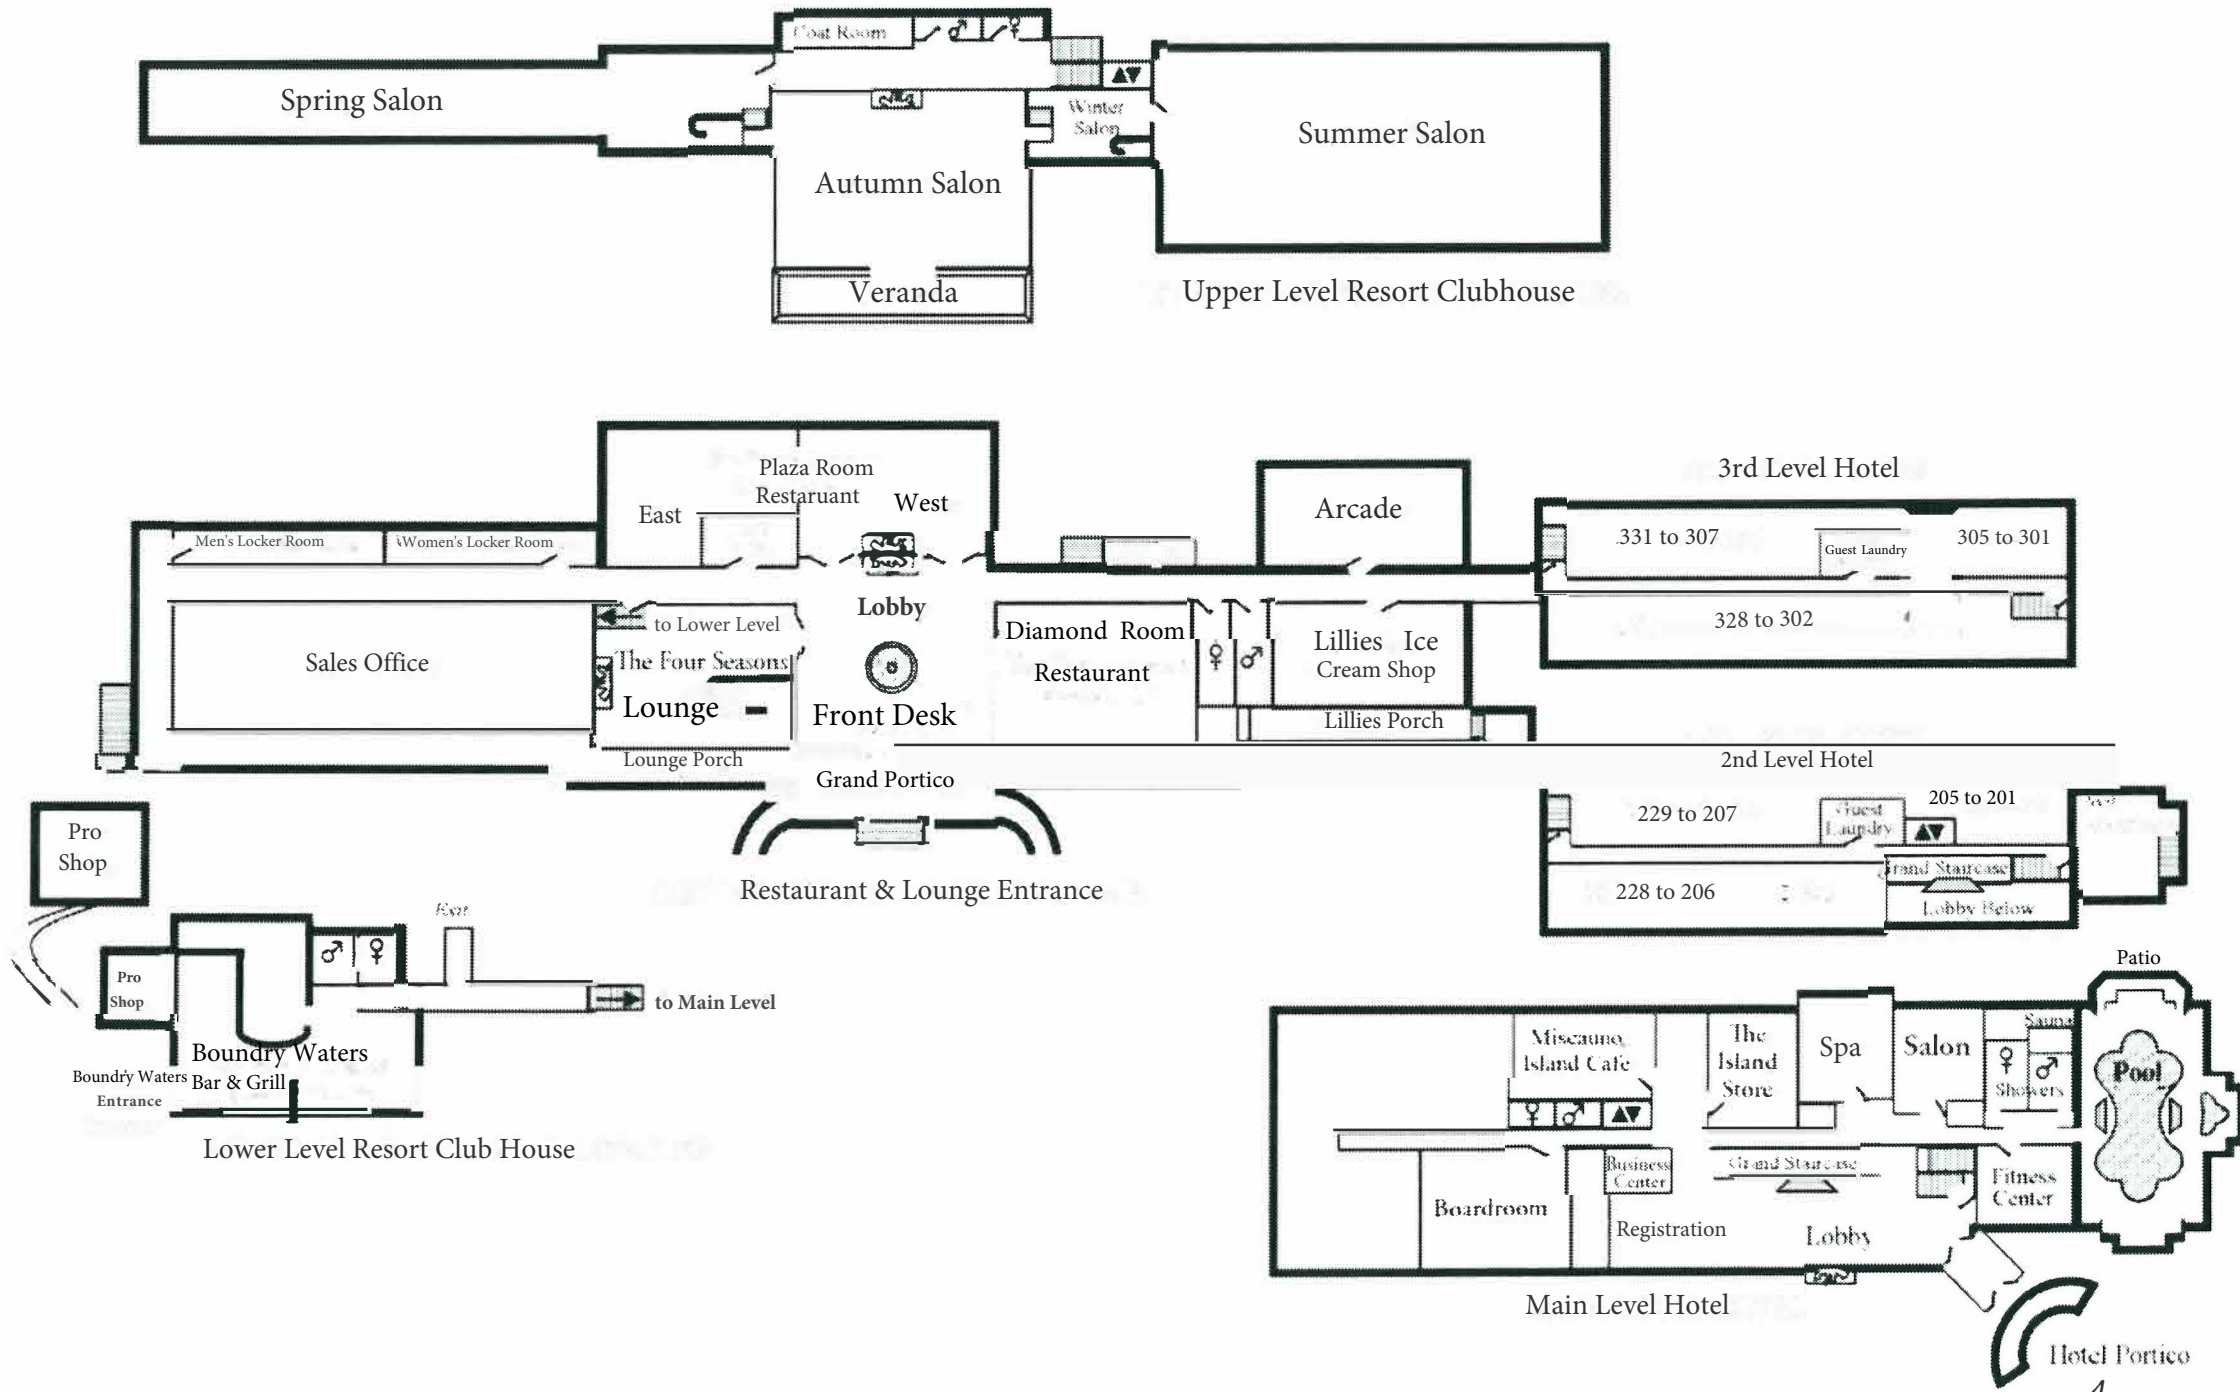 Coat Room
Spring Salon
Winter
Salon
Summer Salon
Autumn Salon
Veranda
Upper Level Resort Clubhouse
Plaza Room
Restaruant
East
West
Men's Locker Room
Women's Locker Room
Arcade
3rd Level Hotel
331 to 307
Guest Laundry
305 to 301
328 to 302
Lobby
to Lower Level
The Four Seasons
Lounge
Sales Office
Front Desk
Diamond Room
Restaurant
Lillies Ice
Cream Shop
Lillies Porch
Lounge Porch
Grand Portico
2nd Level Hotel
205 to 201
229 to 207
Guest
Laundry
Grand Staircase
228 to 206
Lobby Below
Restaurant & Lounge Entrance
Pro
Shop
Pro
Shop
to Main Level
Boundry Waters
Bar & Grill
Boundry Waters
Entrance
Lower Level Resort Club House
Patio
Miscauno
Island Cafe
The
Island
Store
Spa
Salon
Sauna
Showers
Pool
Business
Center
Grand Staircase
Fitness
Center
Boardroom
Registration
Lobby
Main Level Hotel
Hotel Portico
4